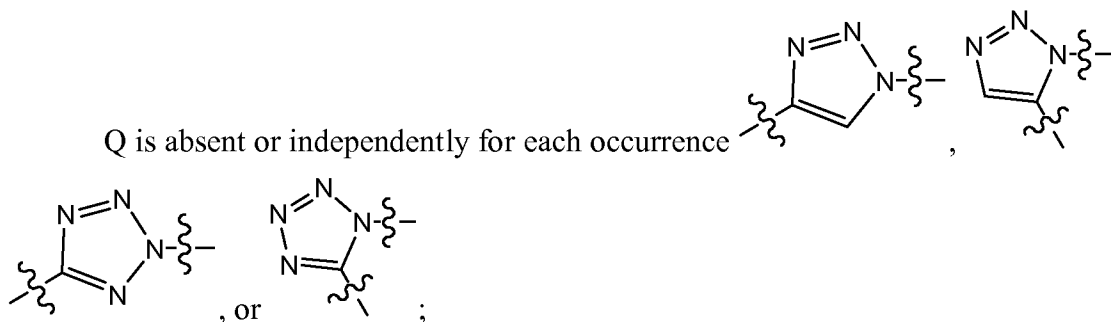 Q is absent or independently for each occurrence N N N , N N N
N N N N , or N N N N ;